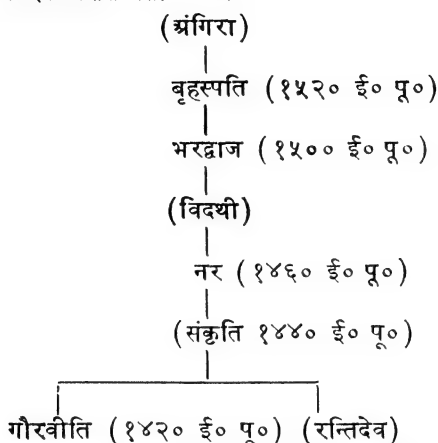 (अंगिरा)
बृहस्पति (१५२० ई० पू०)
भरद्वाज (१५०० ई० पू०)
(विदथी)
नर (१४६० ई० पू०)
(संकृति १४४० ई० पू०)
गौरवीति (१४२० ई० पू०) (रन्तिदेव)